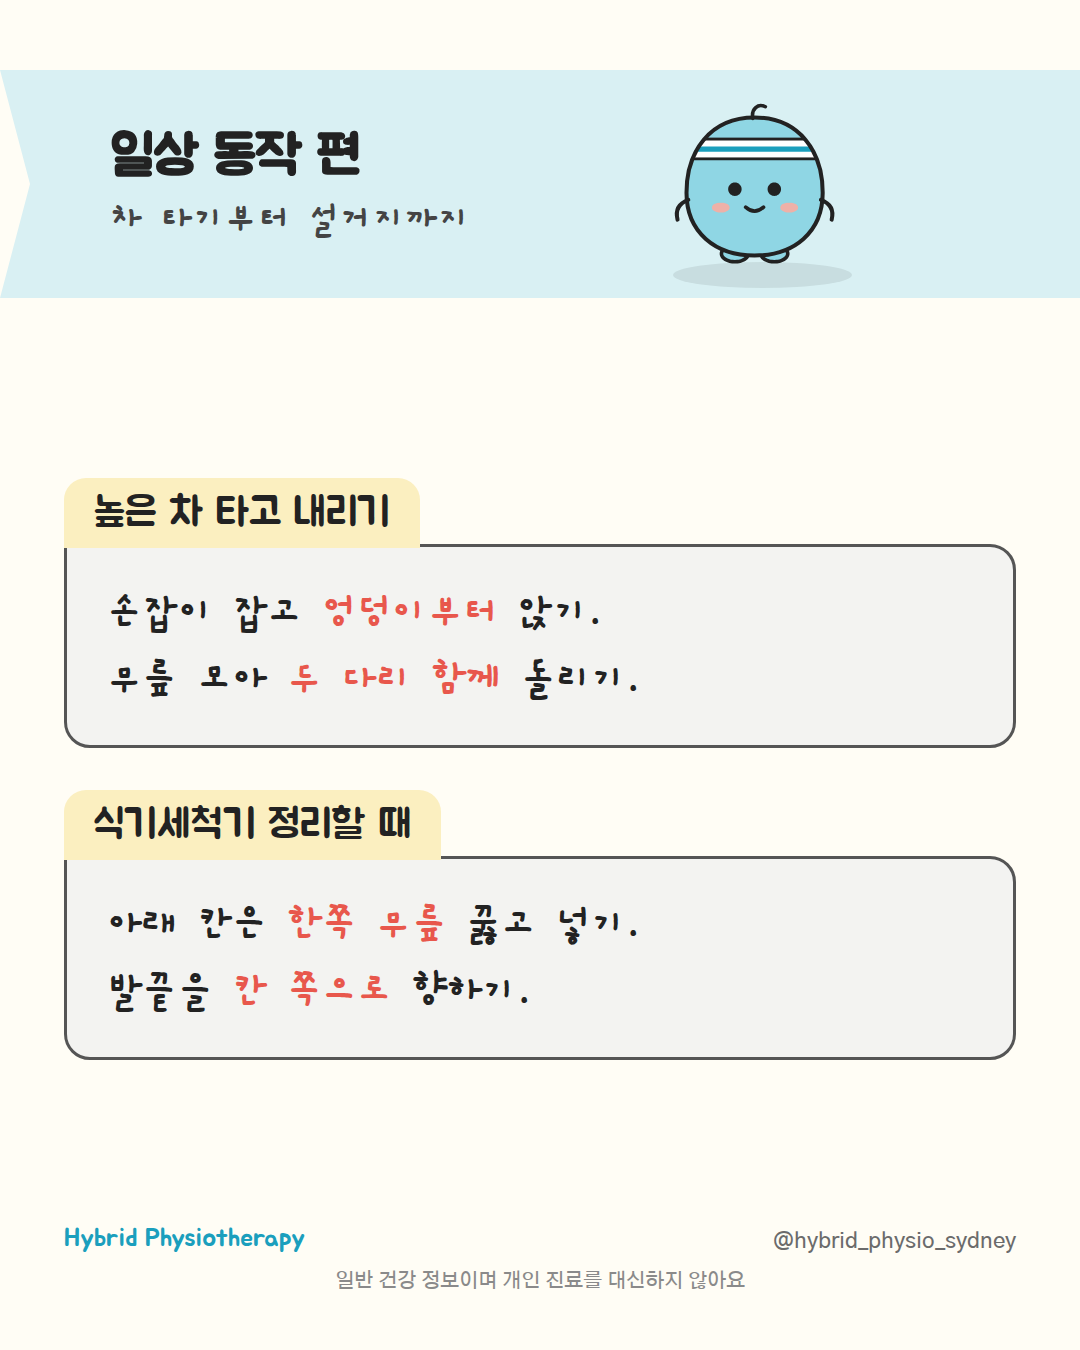 일상 동작 편
차 타기부터 설거지까지
높은 차 타고 내리기
손잡이 잡고 엉덩이부터 앉기.
무릎 모아 두 다리 함께 돌리기.
식기세척기 정리할 때
아래 칸은 한쪽 무릎 꿇고 넣기.
발끝을 칸 쪽으로 향하기.
Hybrid Physiotherapy
@hybrid_physio_sydney
일반 건강 정보이며 개인 진료를 대신하지 않아요